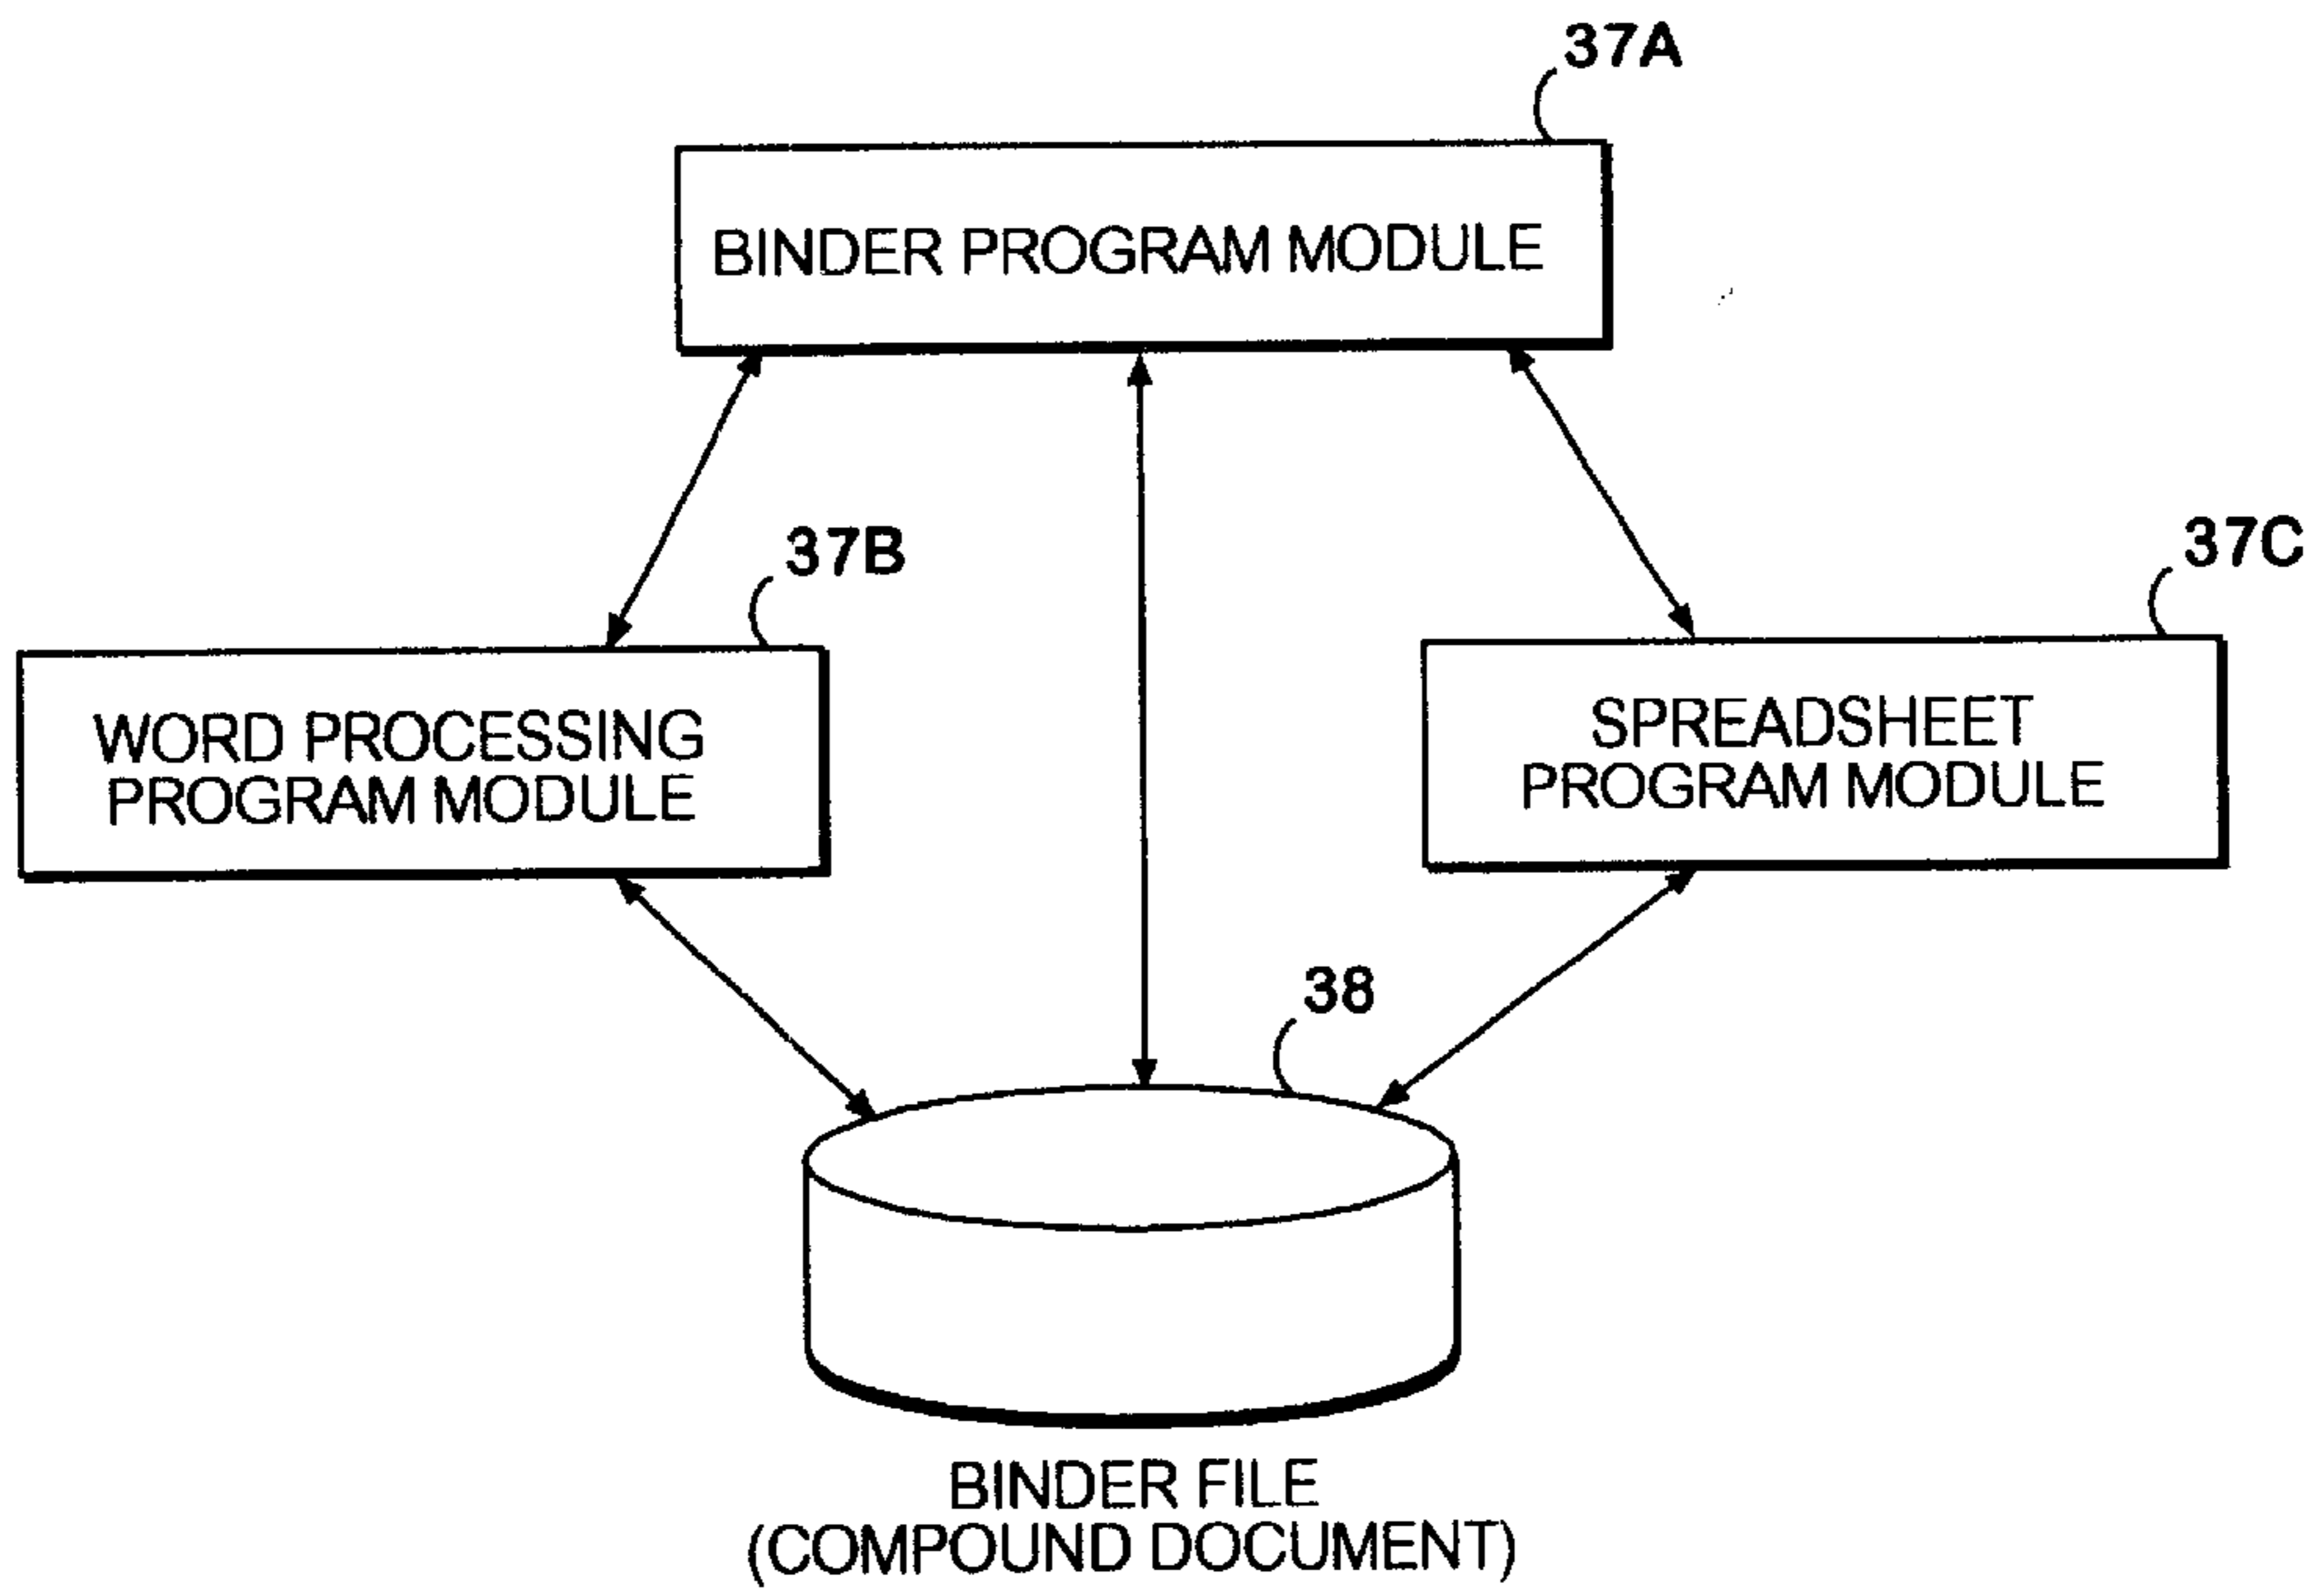 37A
BINDER PROGRAM MODULE
37B
37C
WORD PROCESSING
PROGRAM MODULE
SPREADSHEET
PROGRAM MODULE
38
BINDER FILE
(COMPOUND DOCUMENT)